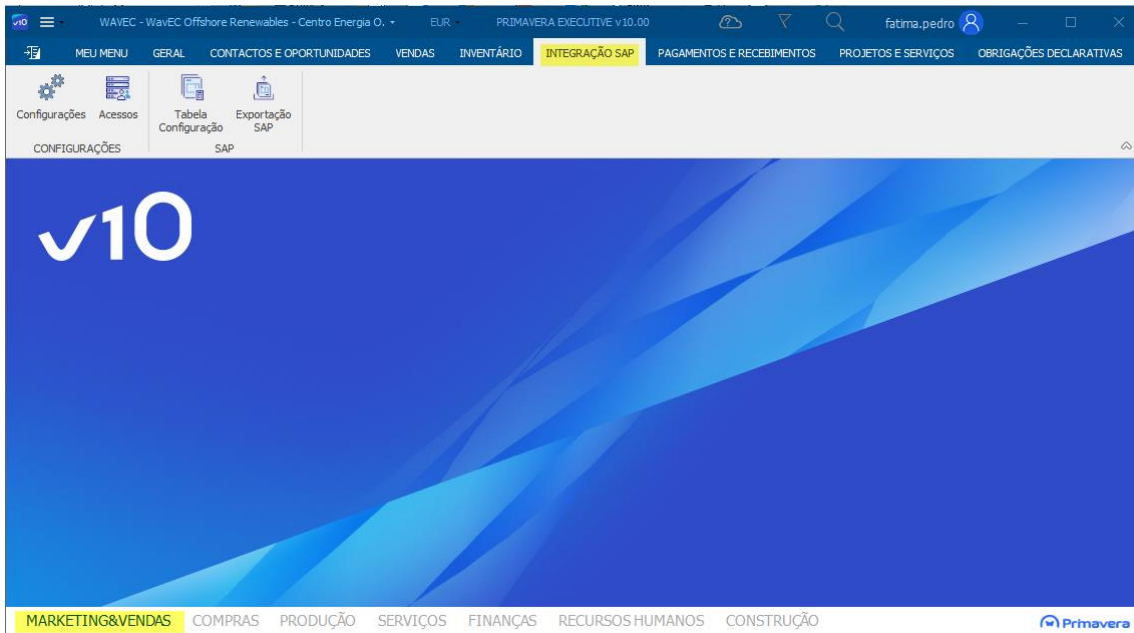 v10 WAVEC - WavEC Offshore Renewables - Centro Energia O. EUR PRIMAVERA EXECUTIVE v10.00 fatima.pedro
MEU MENU GERAL CONTACTOS E OPORTUNIDADES VENDAS INVENTÁRIO INTEGRAÇÃO SAP PAGAMENTOS E RECEBIMENTOS PROJETOS E SERVIÇOS OBRIGAÇÕES DECLARATIVAS
Configurações Acessos Tabela Configuração Exportação SAP
CONFIGURAÇÕES SAP
v10
MARKETING&VENDAS COMPRAS PRODUÇÃO SERVIÇOS FINANÇAS RECURSOS HUMANOS CONSTRUÇÃO Primavera